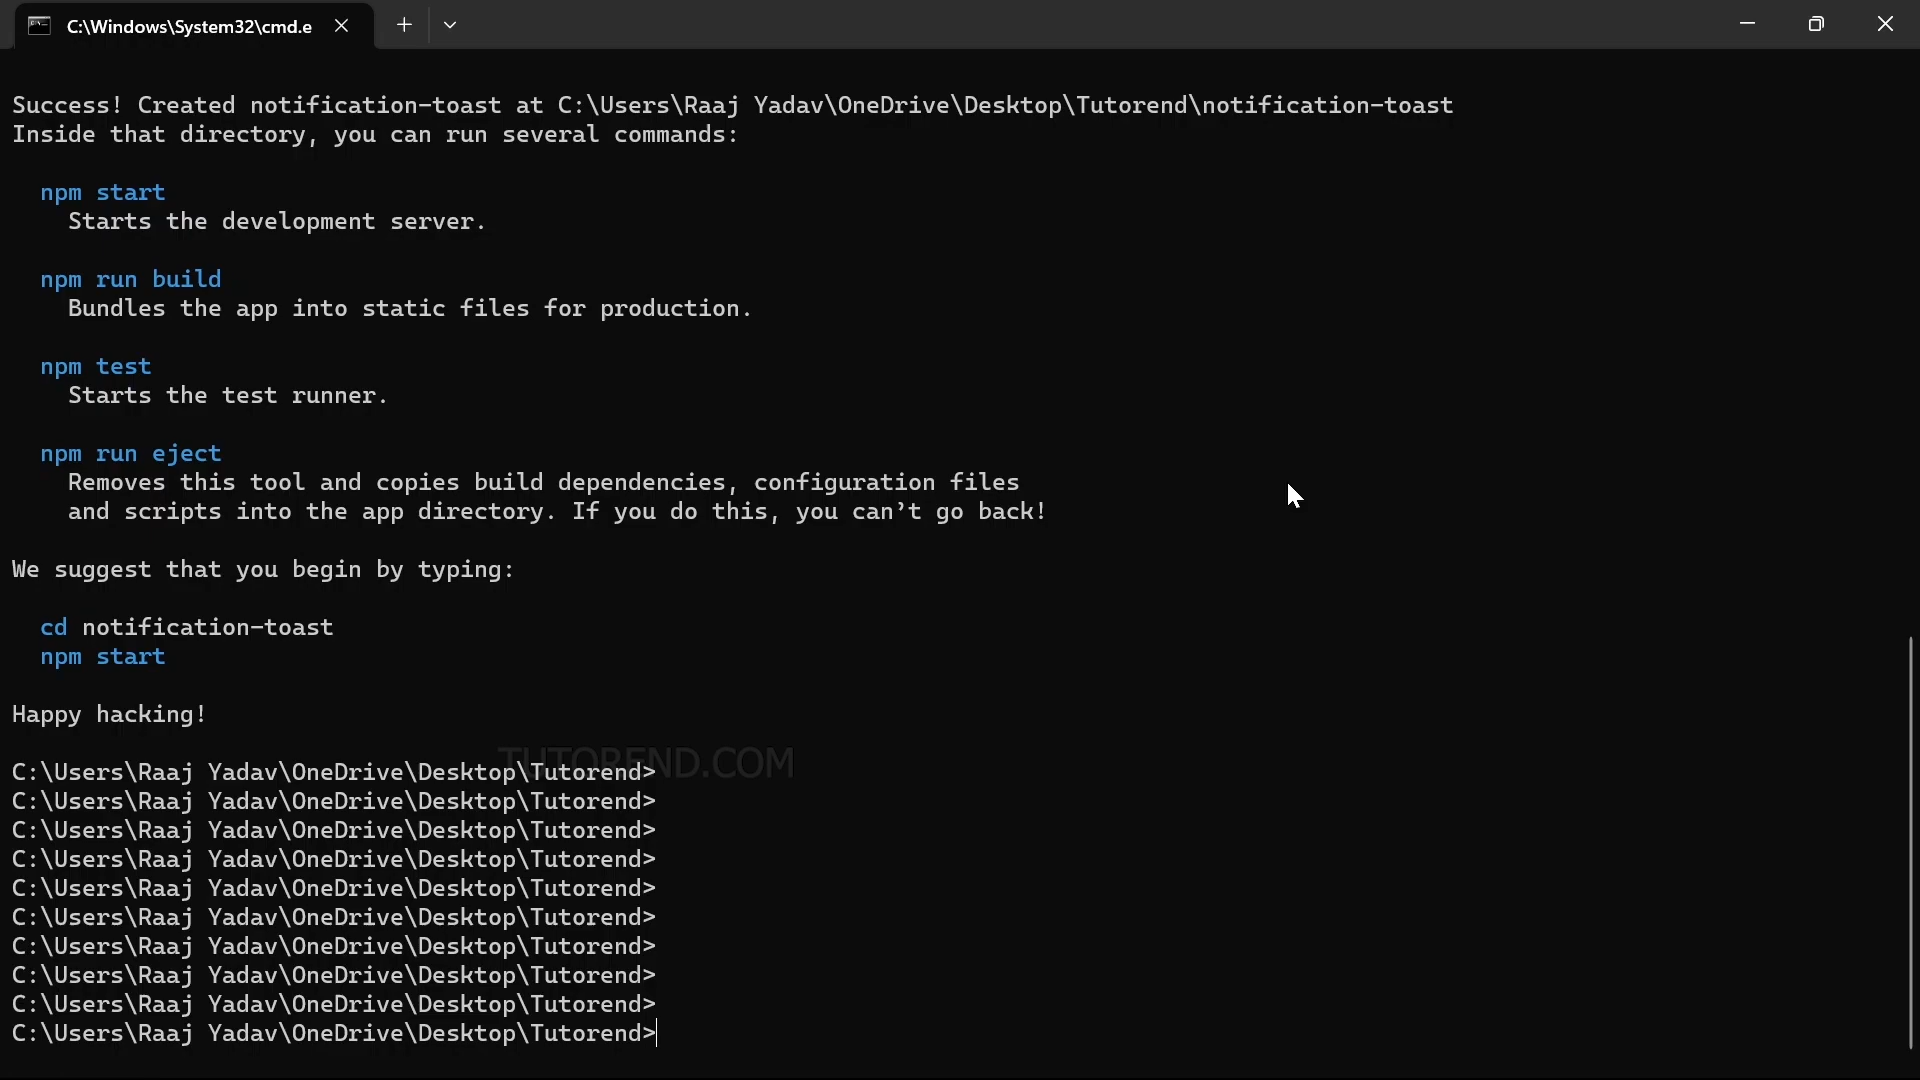 C:\Windows\System32\cmd.e
Success! Created notification-toast at C:\Users\Raaj Yadav\OneDrive\Desktop\Tutorend\notification-toast
Inside that directory, you can run several commands:
npm start
Starts the development server.
npm run build
Bundles the app into static files for production.
npm test
Starts the test runner.
npm run eject
Removes this tool and copies build dependencies, configuration files
and scripts into the app directory. If you do this, you can’t go back!
We suggest that you begin by typing:
cd notification-toast
npm start
Happy hacking!
TUTOREND.COM
C:\Users\Raaj Yadav\OneDrive\Desktop\Tutorend>
C:\Users\Raaj Yadav\OneDrive\Desktop\Tutorend>
C:\Users\Raaj Yadav\OneDrive\Desktop\Tutorend>
C:\Users\Raaj Yadav\OneDrive\Desktop\Tutorend>
C:\Users\Raaj Yadav\OneDrive\Desktop\Tutorend>
C:\Users\Raaj Yadav\OneDrive\Desktop\Tutorend>
C:\Users\Raaj Yadav\OneDrive\Desktop\Tutorend>
C:\Users\Raaj Yadav\OneDrive\Desktop\Tutorend>
C:\Users\Raaj Yadav\OneDrive\Desktop\Tutorend>
C:\Users\Raaj Yadav\OneDrive\Desktop\Tutorend>